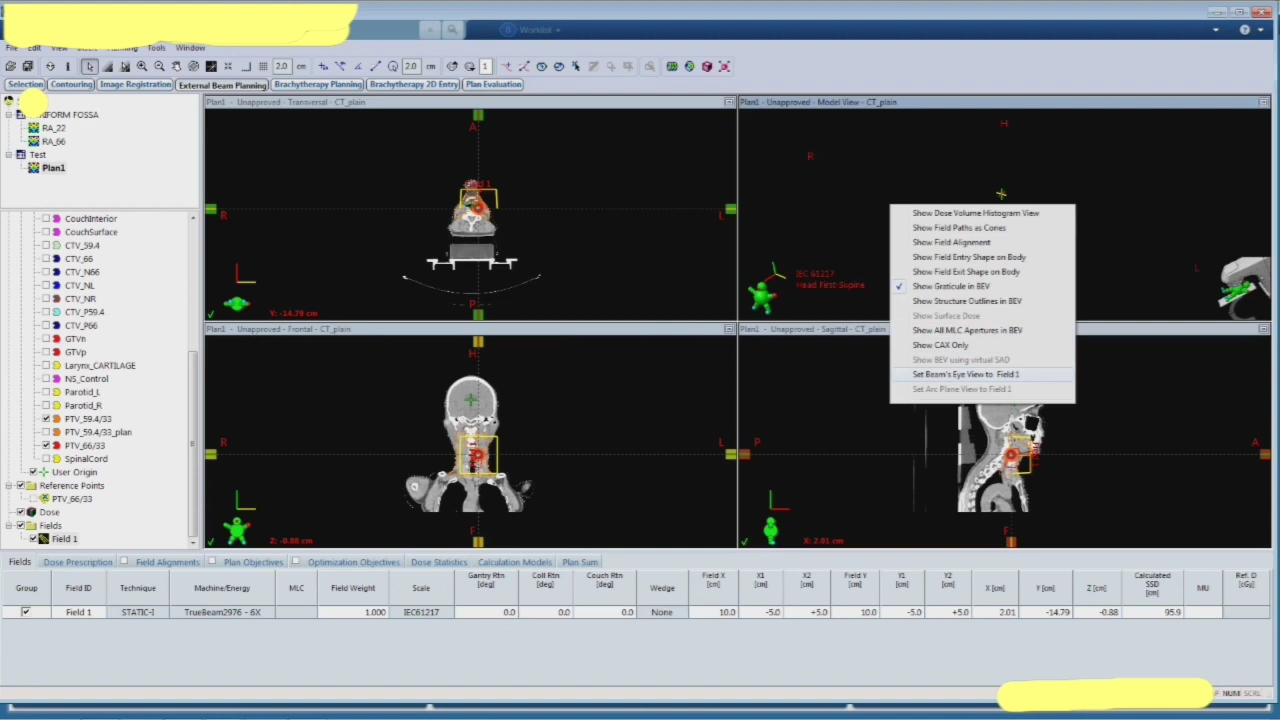 Worklist
File Edit View Insert Planning Tools Window
2.0 cm 2.0 cm 1
Selection Contouring Image Registration External Beam Planning Brachytherapy Planning Brachytherapy 2D Entry Plan Evaluation
FOSSA
RA_22
RA_66
Test
Plan1
CouchInterior
CouchSurface
CTV_59.4
CTV_66
CTV_N66
CTV_NL
CTV_NR
CTV_P59.4
CTV_P66
GTVn
GTVp
Larynx_CARTILAGE
NS_Control
Parotid_L
Parotid_R
PTV_59.4/33
PTV_59.4/33_plan
PTV_66/33
SpinalCord
User Origin
Reference Points
PTV_66/33
Dose
Fields
Field 1
Plan1 - Unapproved - Transversal - CT_plain
A
R
L
P
Y: -14.79 cm
Plan1 - Unapproved - Model View - CT_plain
H
R
L
IEC 61217
Head First-Supine
Show Dose Volume Histogram View
Show Field Paths as Cones
Show Field Alignment
Show Field Entry Shape on Body
Show Field Exit Shape on Body
Show Graticule in BEV
Show Structure Outlines in BEV
Show Surface Dose
Show All MLC Apertures in BEV
Show CAX Only
Show BEV using virtual SAD
Set Beam's Eye View to Field 1
Set Arc Plane View to Field 1
Plan1 - Unapproved - Frontal - CT_plain
H
R
L
F
Z: -0.88 cm
Plan1 - Unapproved - Sagittal - CT_plain
P
A
F
X: 2.01 cm
Fields Dose Prescription Field Alignments Plan Objectives Optimization Objectives Dose Statistics Calculation Models Plan Sum
Group Field ID Technique Machine/Energy MLC Field Weight Scale Gantry Rtn [deg] Coll Rtn [deg] Couch Rtn [deg] Wedge Field X [cm] X1 [cm] X2 [cm] Field Y [cm] Y1 [cm] Y2 [cm] X [cm] Y [cm] Z [cm] Calculated SSD [cm] MU Ref. D [cGy]
Field 1 STATIC-I TrueBeam2976 - 6X 1.000 IEC61217 0.0 0.0 0.0 None 10.0 -5.0 +5.0 10.0 -5.0 +5.0 2.01 -14.79 -0.88 95.9
NUM SCRL